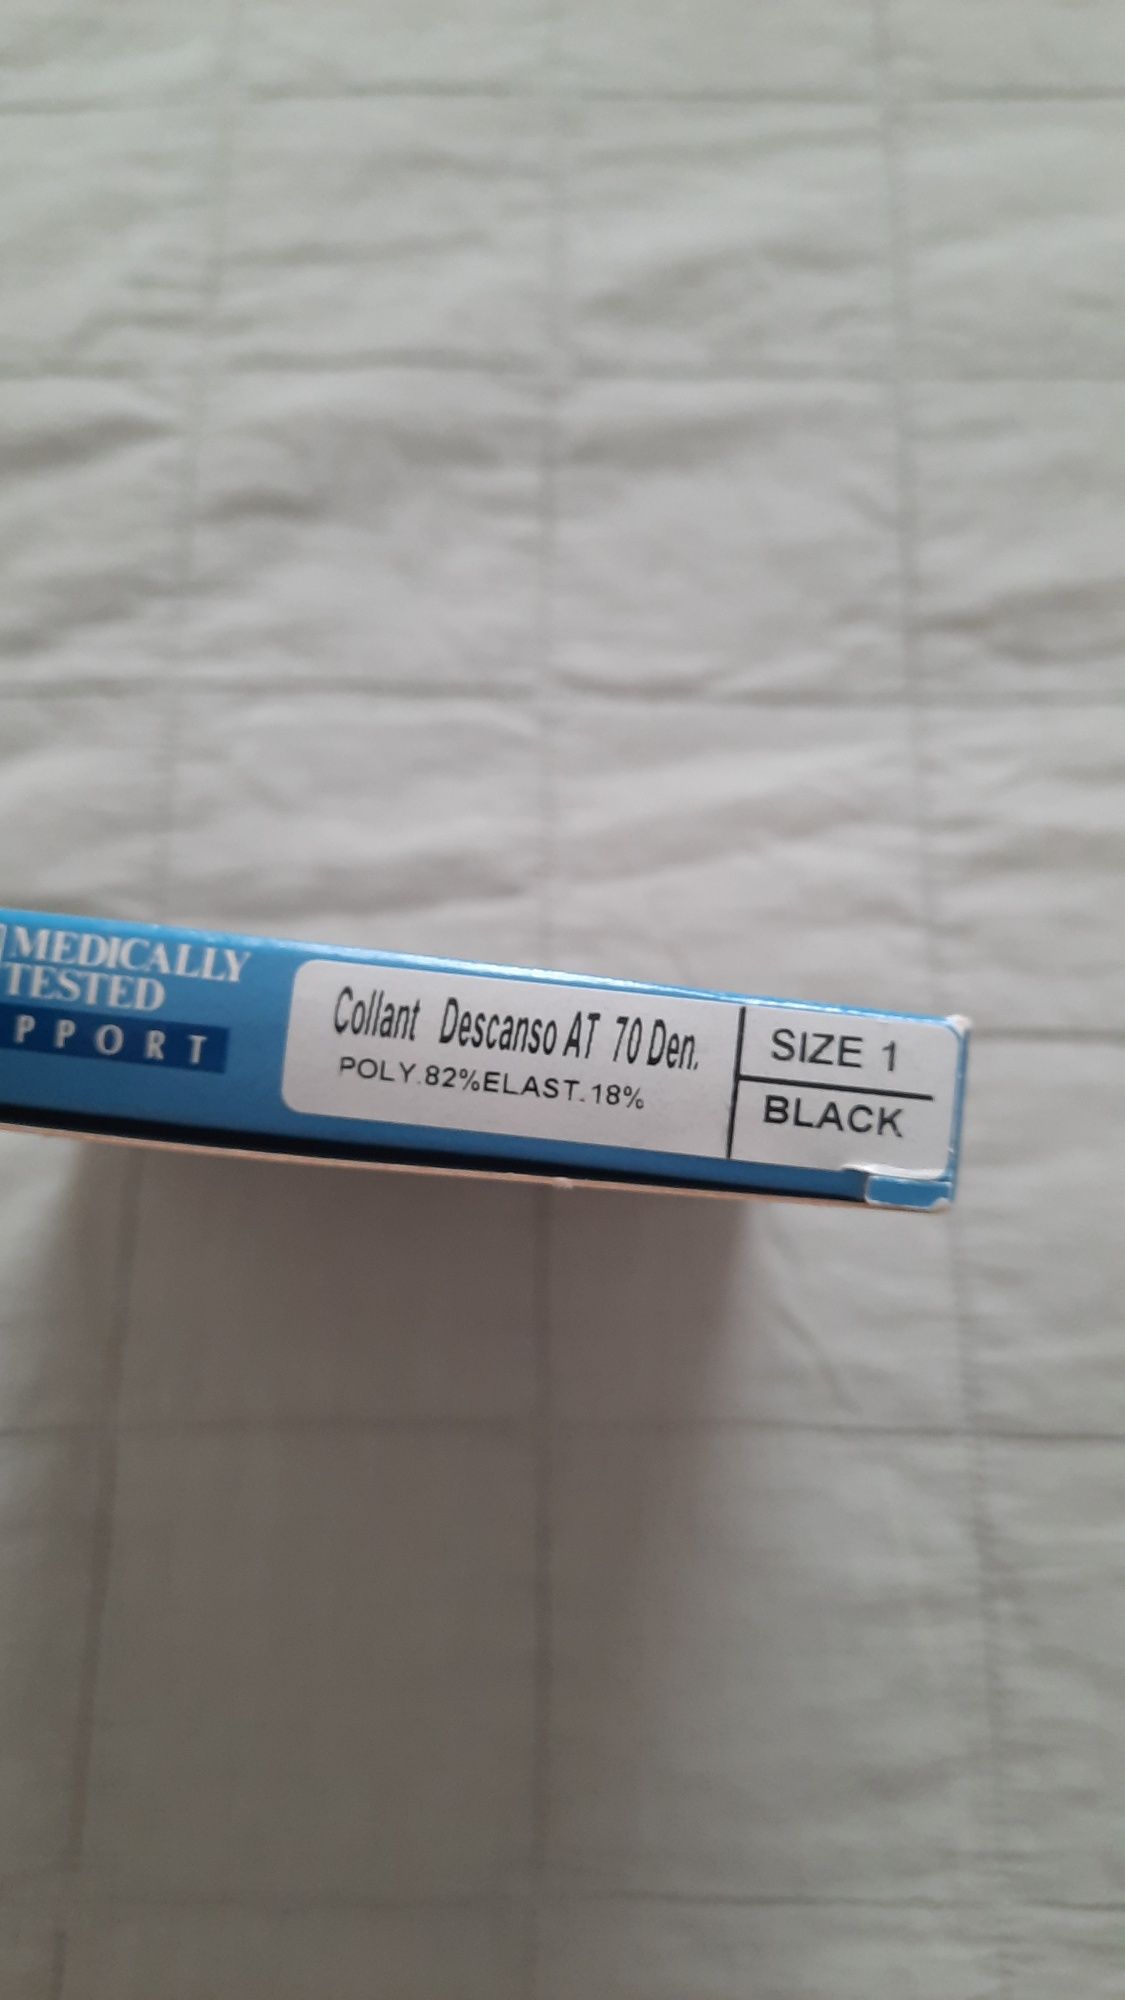 MEDICALLY
TESTED
PPORT
Collant Descanso AT 70 Den.
POLY.82%ELAST.18%
SIZE 1
BLACK